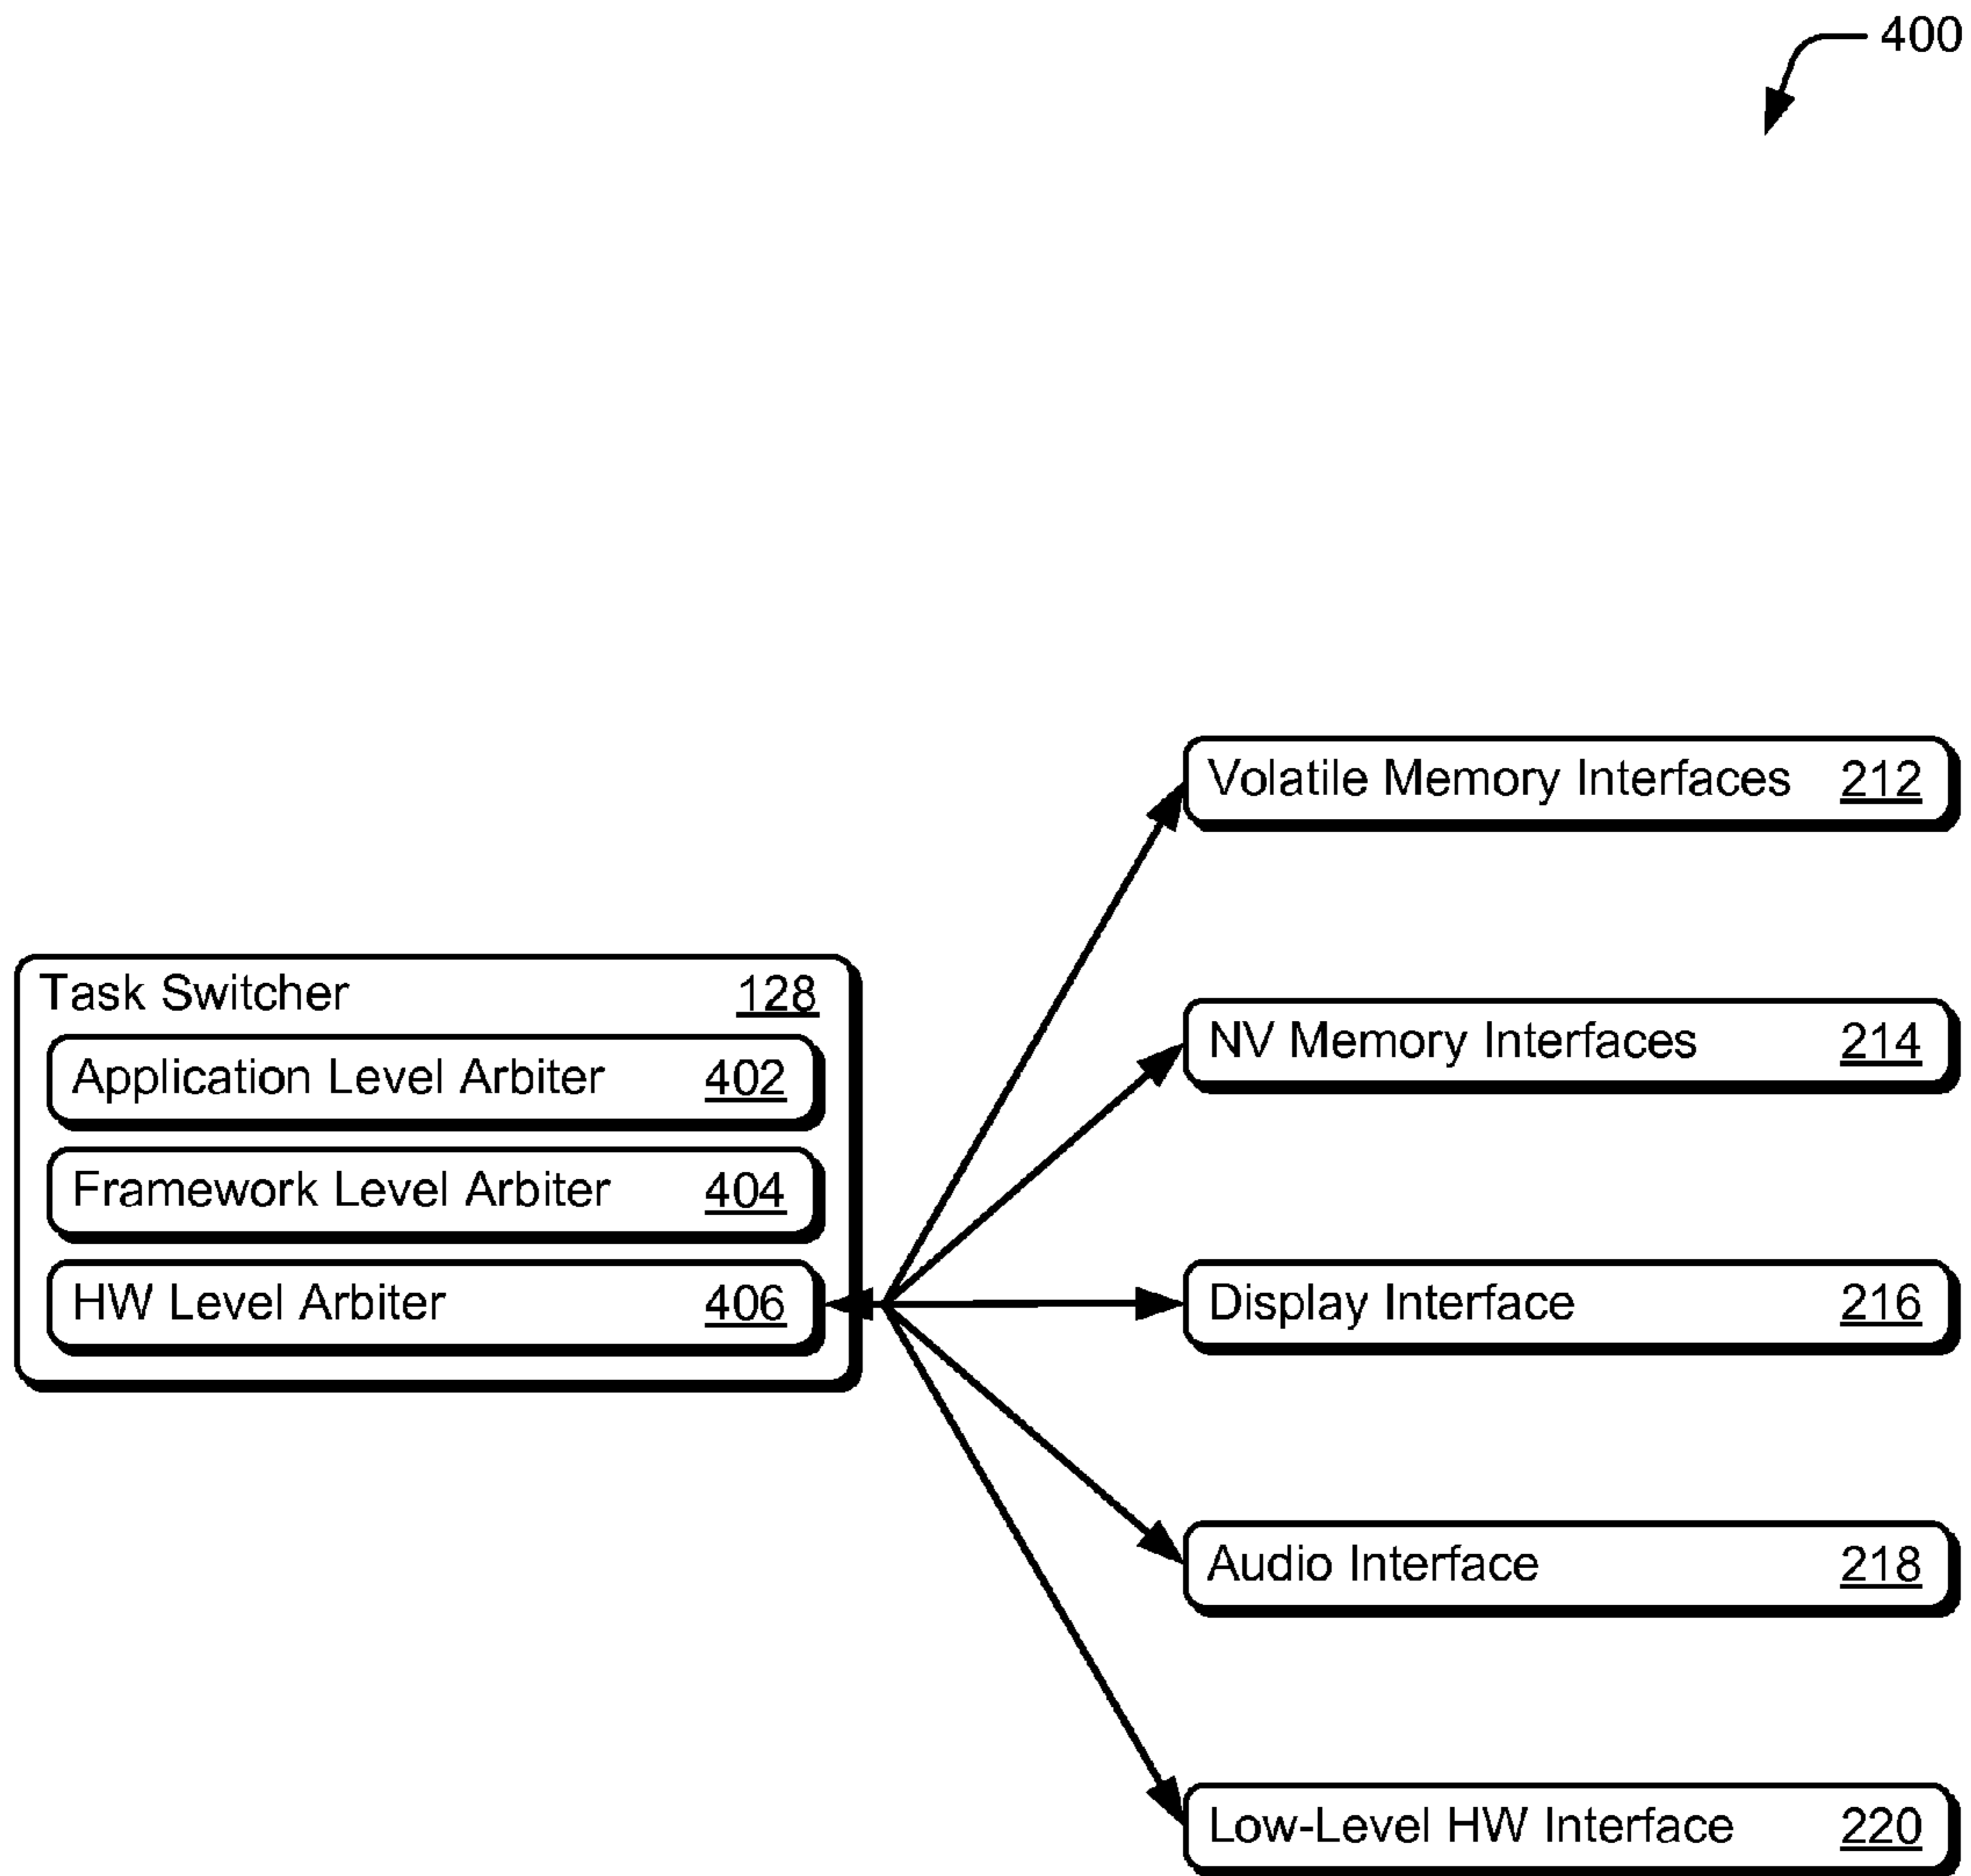 400
Volatile Memory Interfaces 212
Task Switcher 128
NV Memory Interfaces 214
Application Level Arbiter 402
Framework Level Arbiter 404
HW Level Arbiter 406
Display Interface 216
Audio Interface 218
Low-Level HW Interface 220